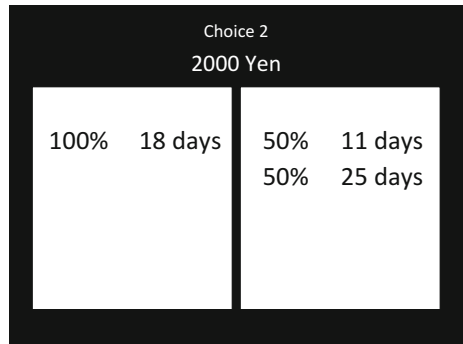 Choice 2
2000 Yen
100% 18 days
50% 11 days
50% 25 days